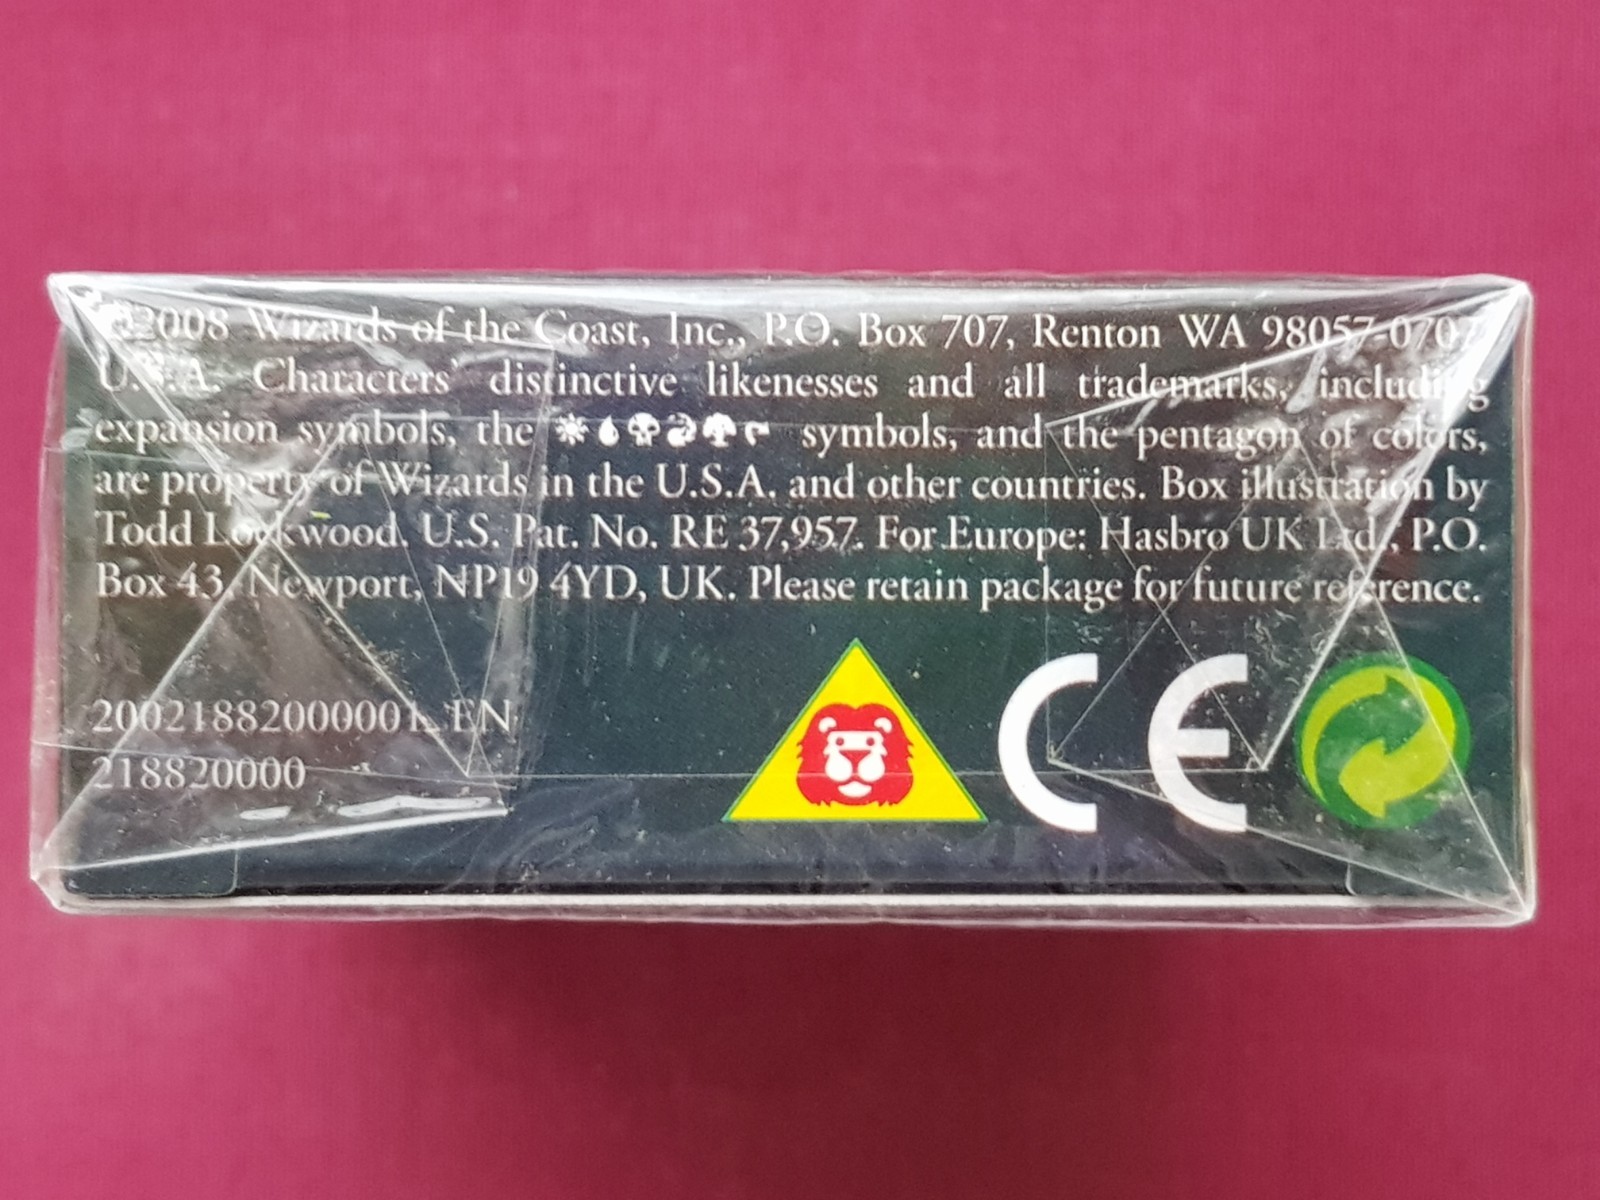 ©2008 Wizards of the Coast, Inc., P.O. Box 707, Renton WA 98057-0707
U.S.A. Characters' distinctive likenesses and all trademarks, including
expansion symbols, the symbols, and the pentagon of colors,
are property of Wizards in the U.S.A. and other countries. Box illustration by
Todd Lockwood. U.S. Pat. No. RE 37,957. For Europe: Hasbro UK Ltd., P.O.
Box 43, Newport, NP19 4YD, UK. Please retain package for future reference.
20021882000001 EN
218820000
CE